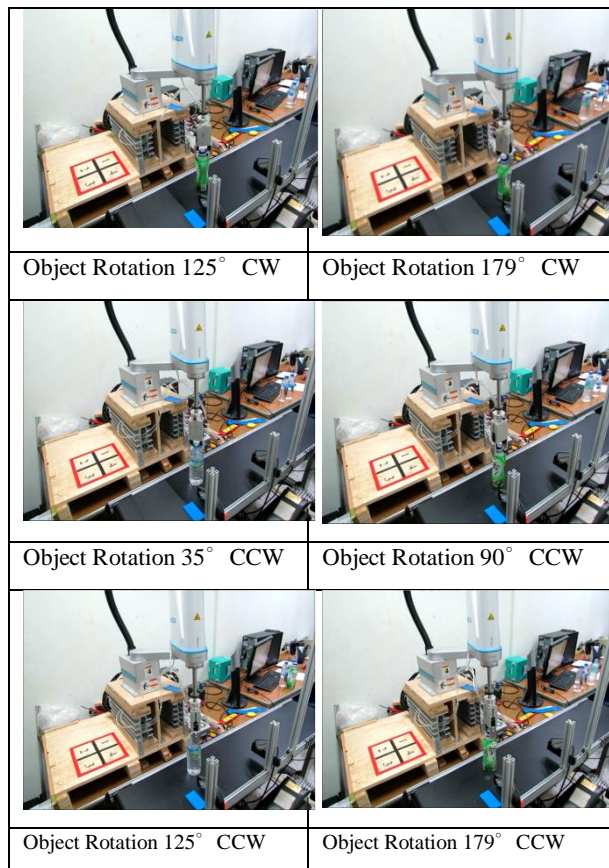 Object Rotation 125° CW
Object Rotation 179° CW
Object Rotation 35° CCW
Object Rotation 90° CCW
Object Rotation 125° CCW
Object Rotation 179° CCW